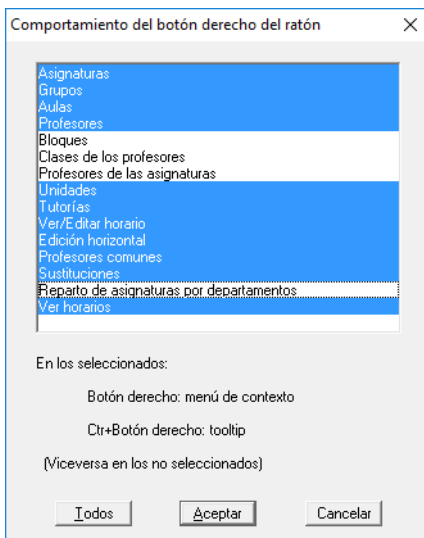 Comportamiento del botón derecho del ratón
Asignaturas
Grupos
Aulas
Profesores
Bloques
Clases de los profesores
Profesores de las asignaturas
Unidades
Tutorías
Ver/Editar horario
Edición horizontal
Profesores comunes
Sustituciones
Reparto de asignaturas por departamentos
Ver horarios
En los seleccionados:
Botón derecho: menú de contexto
Ctr+Botón derecho: tooltip
(Viceversa en los no seleccionados)
Todos Aceptar Cancelar